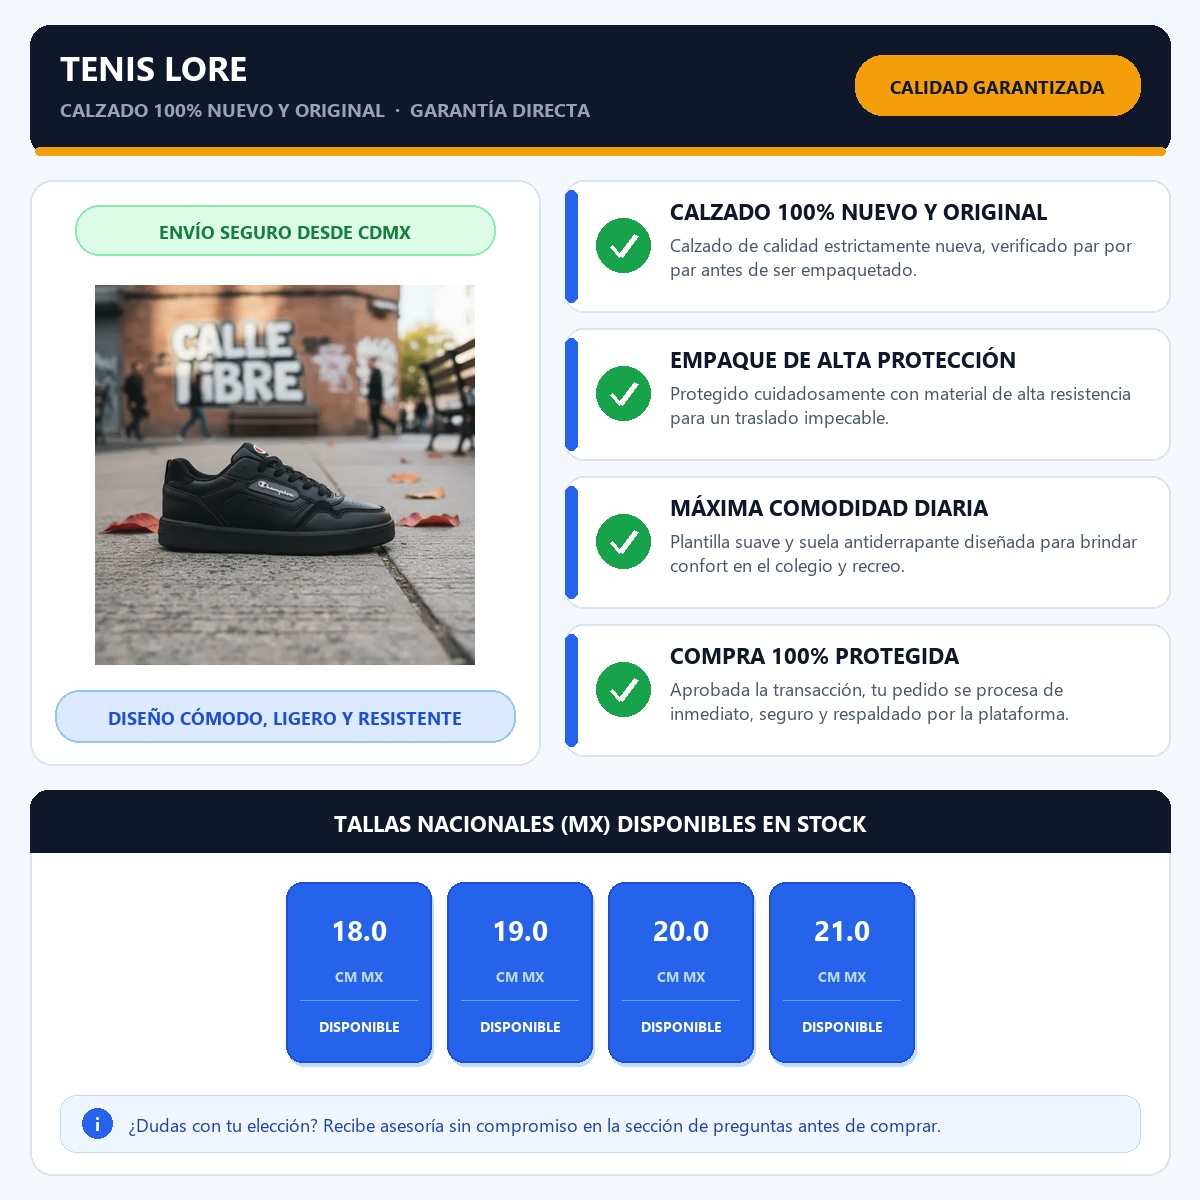 TENIS LORE
CALZADO 100% NUEVO Y ORIGINAL · GARANTÍA DIRECTA
CALIDAD GARANTIZADA
ENVÍO SEGURO DESDE CDMX
CALLE
LIBRE
Champion
DISEÑO CÓMODO, LIGERO Y RESISTENTE
CALZADO 100% NUEVO Y ORIGINAL
Calzado de calidad estrictamente nueva, verificado par por
par antes de ser empaquetado.
EMPAQUE DE ALTA PROTECCIÓN
Protegido cuidadosamente con material de alta resistencia
para un traslado impecable.
MÁXIMA COMODIDAD DIARIA
Plantilla suave y suela antiderrapante diseñada para brindar
confort en el colegio y recreo.
COMPRA 100% PROTEGIDA
Aprobada la transacción, tu pedido se procesa de
inmediato, seguro y respaldado por la plataforma.
TALLAS NACIONALES (MX) DISPONIBLES EN STOCK
18.0 19.0 20.0 21.0
CM MX CM MX CM MX CM MX
DISPONIBLE DISPONIBLE DISPONIBLE DISPONIBLE
¿Dudas con tu elección? Recibe asesoría sin compromiso en la sección de preguntas antes de comprar.